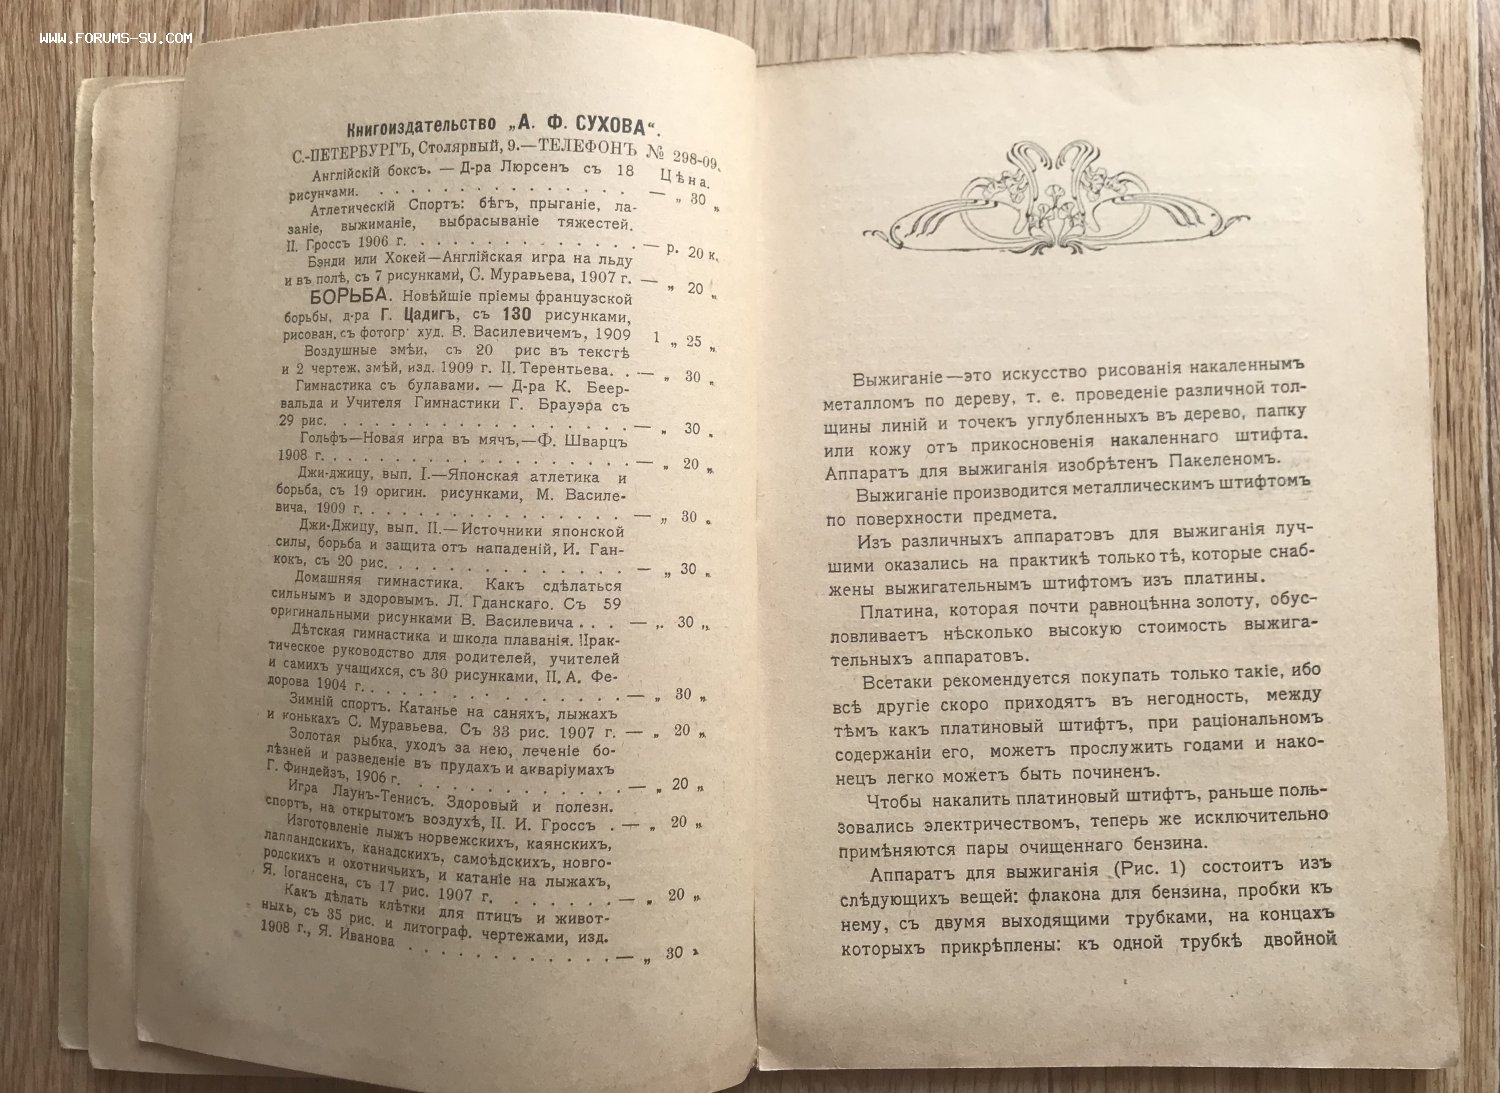 WWW.FORUMS-SU.COM
Книгоиздательство „А. Ф. СУХОВА“.
С.-ПЕТЕРБУРГЪ, Столярный, 9.—ТЕЛЕФОНЪ № 298-09.
Англійскій боксъ. — Д-ра Люрсенъ съ 18 Цѣна.
рисунками. . . . . . . . . . . . . . . — „ 30 „
Атлетическій Спортъ: бѣгъ, прыганіе, ла-
заніе, выжиманіе, выбрасываніе тяжестей.
П. Гроссъ 1906 г. . . . . . . . . . . . . — р. 20 к.
Бэнди или Хокей—Англійская игра на льду
и въ полѣ, съ 7 рисунками, С. Муравьева, 1907 г. — „ 20 „
БОРЬБА. Новѣйшіе пріемы французской
борьбы, д-ра Г. Цадигъ, съ 130 рисунками,
рисован. съ фотогр. худ. В. Василевичемъ, 1909 1 „ 25 „
Воздушные змѣи, съ 20 рис въ текстѣ
и 2 чертеж. змѣй, изд. 1909 г. П. Терентьева. . — „ 30 „
Гимнастика съ булавами. — Д-ра К. Беер-
вальда и Учителя Гимнастики Г. Брауэра съ
29 рис. . . . . . . . . . . . . . . . . — „ 30 „
Гольфъ—Новая игра въ мячъ,—Ф. Шварцъ
1908 г. . . . . . . . . . . . . . . . . — „ 20 „
Джи-джицу, вып. I.—Японская атлетика и
борьба, съ 19 оригин. рисунками, М. Василе-
вича, 1909 г. . . . . . . . . . . . . . . — „ 30 „
Джи-Джицу, вып. II.—Источники японской
силы, борьба и защита отъ нападеній, И. Ган-
кокъ, съ 20 рис. . . . . . . . . . . . . — „ 30 „
Домашняя гимнастика. Какъ сдѣлаться
сильнымъ и здоровымъ. Л. Гданскаго. Съ 59
оригинальными рисунками В. Василевича . . . — „ 30 „
Дѣтская гимнастика и школа плаванія. Прак-
тическое руководство для родителей, учителей
и самихъ учащихся, съ 30 рисунками, П. А. Фе-
дорова 1904 г. . . . . . . . . . . . . . — „ 30 „
Зимній спортъ. Катанье на саняхъ, лыжахъ
и конькахъ С. Муравьева. Съ 33 рис. 1907 г. — „ 20 „
Золотая рыбка, уходъ за нею, леченіе бо-
лѣзней и разведеніе въ прудахъ и акваріумахъ
Г. Финдейзъ, 1906 г. . . . . . . . . . . — „ 20 „
Игра Лаунъ-Тенисъ. Здоровый и полезн.
спортъ, на открытомъ воздухѣ, П. И. Гроссъ . — „ 20 „
Изготовленіе лыжъ норвежскихъ, каянскихъ,
лапландскихъ, канадскихъ, самоѣдскихъ, новго-
родскихъ и охотничьихъ, и катаніе на лыжахъ,
Я. Іогансена, съ 17 рис. 1907 г. . . . . . . — „ 20 „
Какъ дѣлать клѣтки для птицъ и живот-
ныхъ, съ 35 рис. и литограф. чертежами, изд.
1908 г., Я. Иванова . . . . . . . . . . . — „ 30 „
Выжиганіе—это искусство рисованія накаленнымъ
металломъ по дереву, т. е. проведеніе различной тол-
щины линій и точекъ углубленныхъ въ дерево, папку
или кожу отъ прикосновенія накаленнаго штифта.
Аппаратъ для выжиганія изобрѣтенъ Пакеленомъ.
Выжиганіе производится металлическимъ штифтомъ
по поверхности предмета.
Изъ различныхъ аппаратовъ для выжиганія луч-
шими оказались на практикѣ только тѣ, которые снаб-
жены выжигательнымъ штифтомъ изъ платины.
Платина, которая почти равноцѣнна золоту, обус-
ловливаетъ нѣсколько высокую стоимость выжига-
тельныхъ аппаратовъ.
Всетаки рекомендуется покупать только такіе, ибо
всѣ другіе скоро приходятъ въ негодность, между
тѣмъ какъ платиновый штифтъ, при раціональномъ
содержаніи его, можетъ прослужить годами и нако-
нецъ легко можетъ быть починенъ.
Чтобы накалить платиновый штифтъ, раньше поль-
зовались электричествомъ, теперь же исключительно
примѣняются пары очищеннаго бензина.
Аппаратъ для выжиганія (Рис. 1) состоитъ изъ
слѣдующихъ вещей: флакона для бензина, пробки къ
нему, съ двумя выходящими трубками, на концахъ
которыхъ прикрѣплены: къ одной трубкѣ двойной